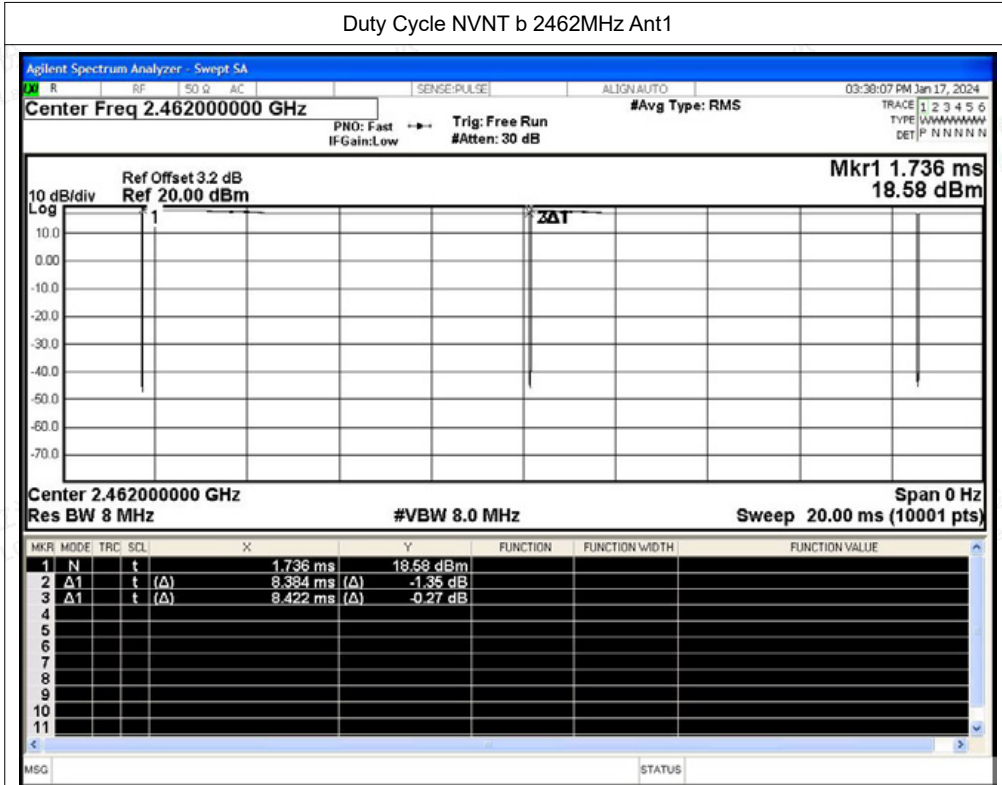 Duty Cycle NVNT b 2462MHz Ant1
Agilent Spectrum Analyzer - Swept SA
R RF 50 Ω AC SENSE:PULSE ALIGN AUTO 03:38:07 PM Jan 17, 2024
Center Freq 2.462000000 GHz #Avg Type: RMS TRACE 1 2 3 4 5 6
PNO: Fast Trig: Free Run TYPE WWWWWW
IFGain:Low #Atten: 30 dB DET P N N N N N
Mkr1 1.736 ms
Ref Offset 3.2 dB
10 dB/div Ref 20.00 dBm 18.58 dBm
Log
1 2 3Δ1
10.0
0.00
-10.0
-20.0
-30.0
-40.0
-50.0
-60.0
-70.0
Center 2.462000000 GHz Span 0 Hz
Res BW 8 MHz #VBW 8.0 MHz Sweep 20.00 ms (10001 pts)
MKR MODE TRC SCL X Y FUNCTION FUNCTION WIDTH FUNCTION VALUE
1 N t 1.736 ms 18.58 dBm
2 Δ1 t (Δ) 8.384 ms (Δ) -1.35 dB
3 Δ1 t (Δ) 8.422 ms (Δ) -0.27 dB
4
5
6
7
8
9
10
11
MSG STATUS